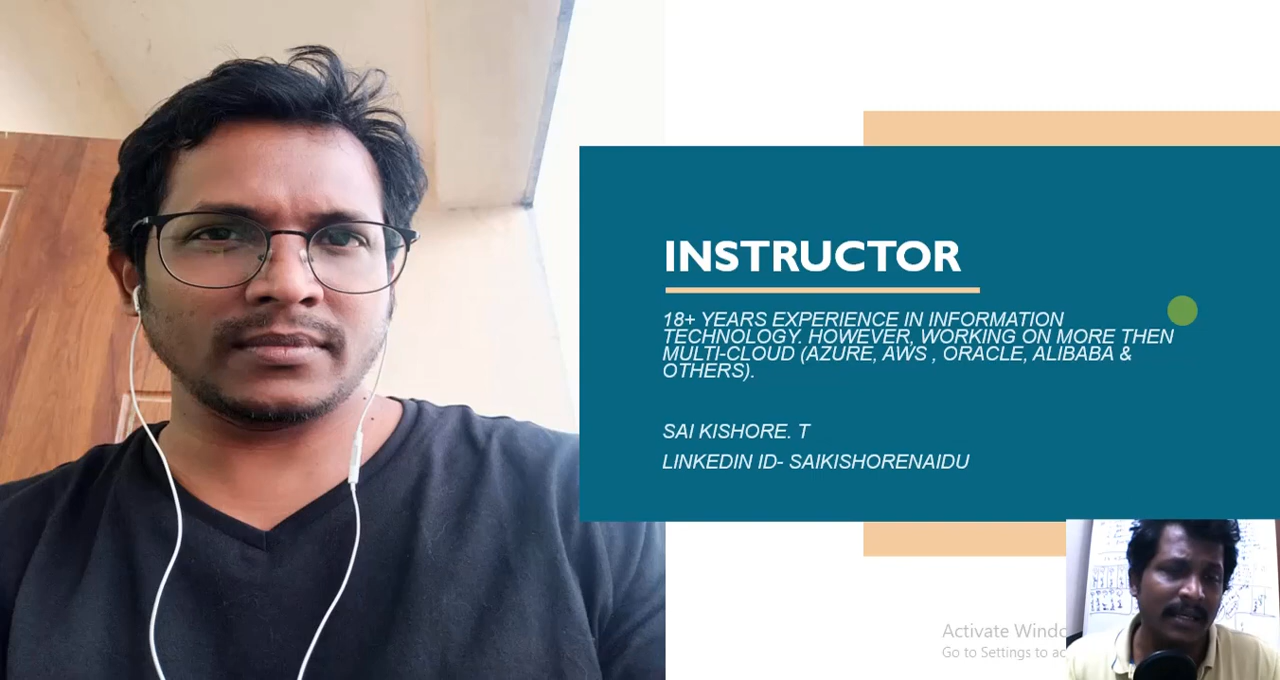 INSTRUCTOR
18+ YEARS EXPERIENCE IN INFORMATION
TECHNOLOGY. HOWEVER, WORKING ON MORE THEN
MULTI-CLOUD (AZURE, AWS , ORACLE, ALIBABA &
OTHERS).
SAI KISHORE. T
LINKEDIN ID- SAIKISHORENAIDU
Activate Windo
Go to Settings to ac